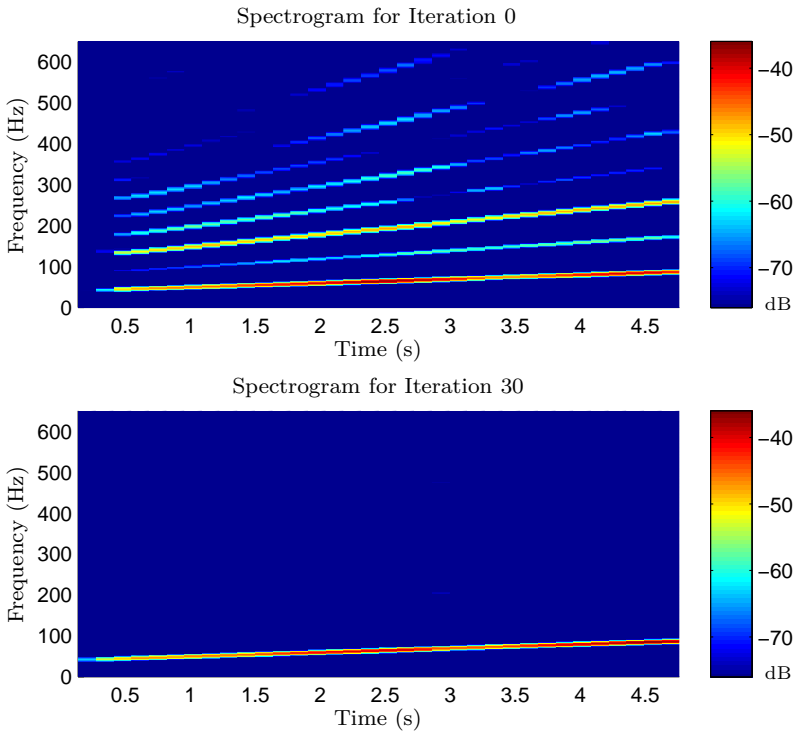 Spectrogram for Iteration 0
Frequency (Hz)
600
500
400
300
200
100
0
0.5 1 1.5 2 2.5 3 3.5 4 4.5
Time (s)
−40
−50
−60
−70
dB
Spectrogram for Iteration 30
Frequency (Hz)
600
500
400
300
200
100
0
0.5 1 1.5 2 2.5 3 3.5 4 4.5
Time (s)
−40
−50
−60
−70
dB